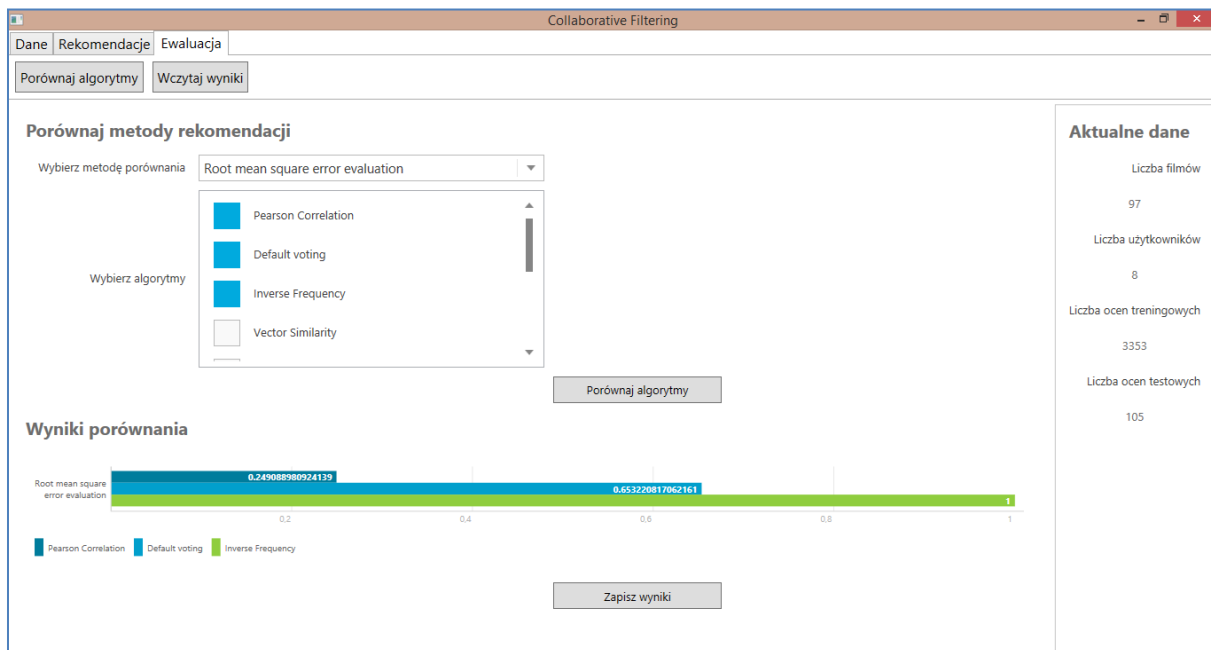 Collaborative Filtering
Dane Rekomendacje Ewaluacja
Porównaj algorytmy Wczytaj wyniki
Porównaj metody rekomendacji
Wybierz metodę porównania
Root mean square error evaluation
Wybierz algorytmy
Pearson Correlation
Default voting
Inverse Frequency
Vector Similarity
Porównaj algorytmy
Wyniki porównania
Root mean square
error evaluation
0.249088980924139
0.653220817062161
1
0,2 0,4 0,6 0,8 1
Pearson Correlation Default voting Inverse Frequency
Zapisz wyniki
Aktualne dane
Liczba filmów
97
Liczba użytkowników
8
Liczba ocen treningowych
3353
Liczba ocen testowych
105